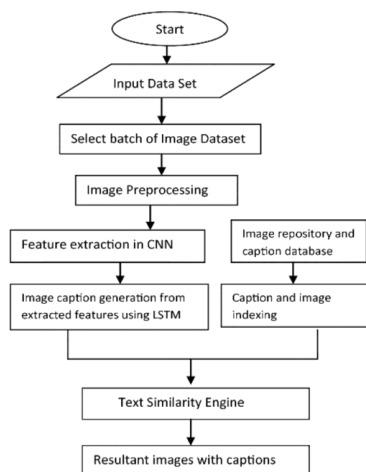 Start
Input Data Set
Select batch of Image Dataset
Image Preprocessing
Feature extraction in CNN
Image repository and
caption database
Image caption generation from
extracted features using LSTM
Caption and image
indexing
Text Similarity Engine
Resultant images with captions